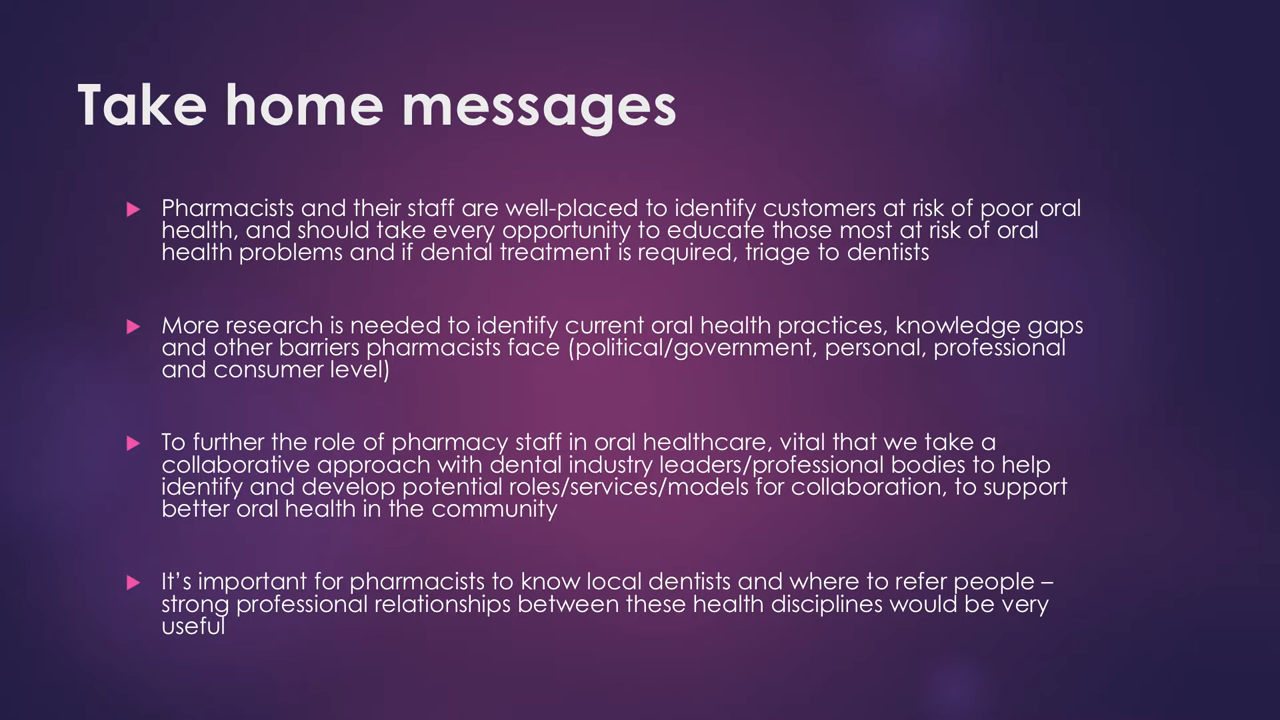 Take home messages
Pharmacists and their staff are well-placed to identify customers at risk of poor oral
health, and should take every opportunity to educate those most at risk of oral
health problems and if dental treatment is required, triage to dentists
More research is needed to identify current oral health practices, knowledge gaps
and other barriers pharmacists face (political/government, personal, professional
and consumer level)
To further the role of pharmacy staff in oral healthcare, vital that we take a
collaborative approach with dental industry leaders/professional bodies to help
identify and develop potential roles/services/models for collaboration, to support
better oral health in the community
It’s important for pharmacists to know local dentists and where to refer people –
strong professional relationships between these health disciplines would be very
useful